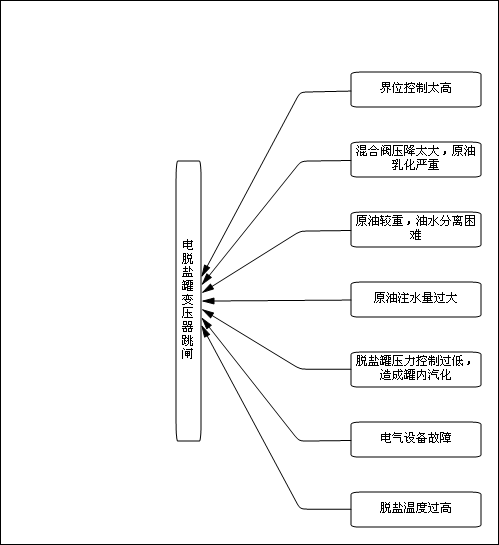 界位控制太高
混合阀压降太大，原油
乳化严重
原油较重，油水分离困
难
电脱盐罐变压器跳闸
原油注水量过大
脱盐罐压力控制过低，
造成罐内汽化
电气设备故障
脱盐温度过高